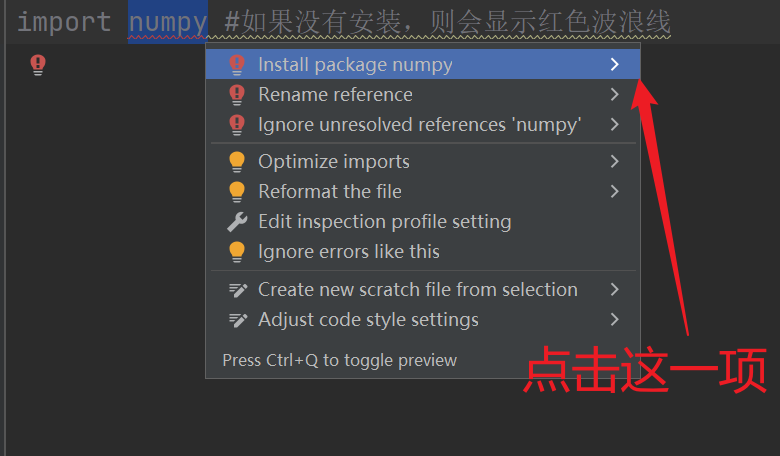 import numpy #如果没有安装，则会显示红色波浪线
Install package numpy
Rename reference
Ignore unresolved references 'numpy'
Optimize imports
Reformat the file
Edit inspection profile setting
Ignore errors like this
Create new scratch file from selection
Adjust code style settings
Press Ctrl+Q to toggle preview
点击这一项